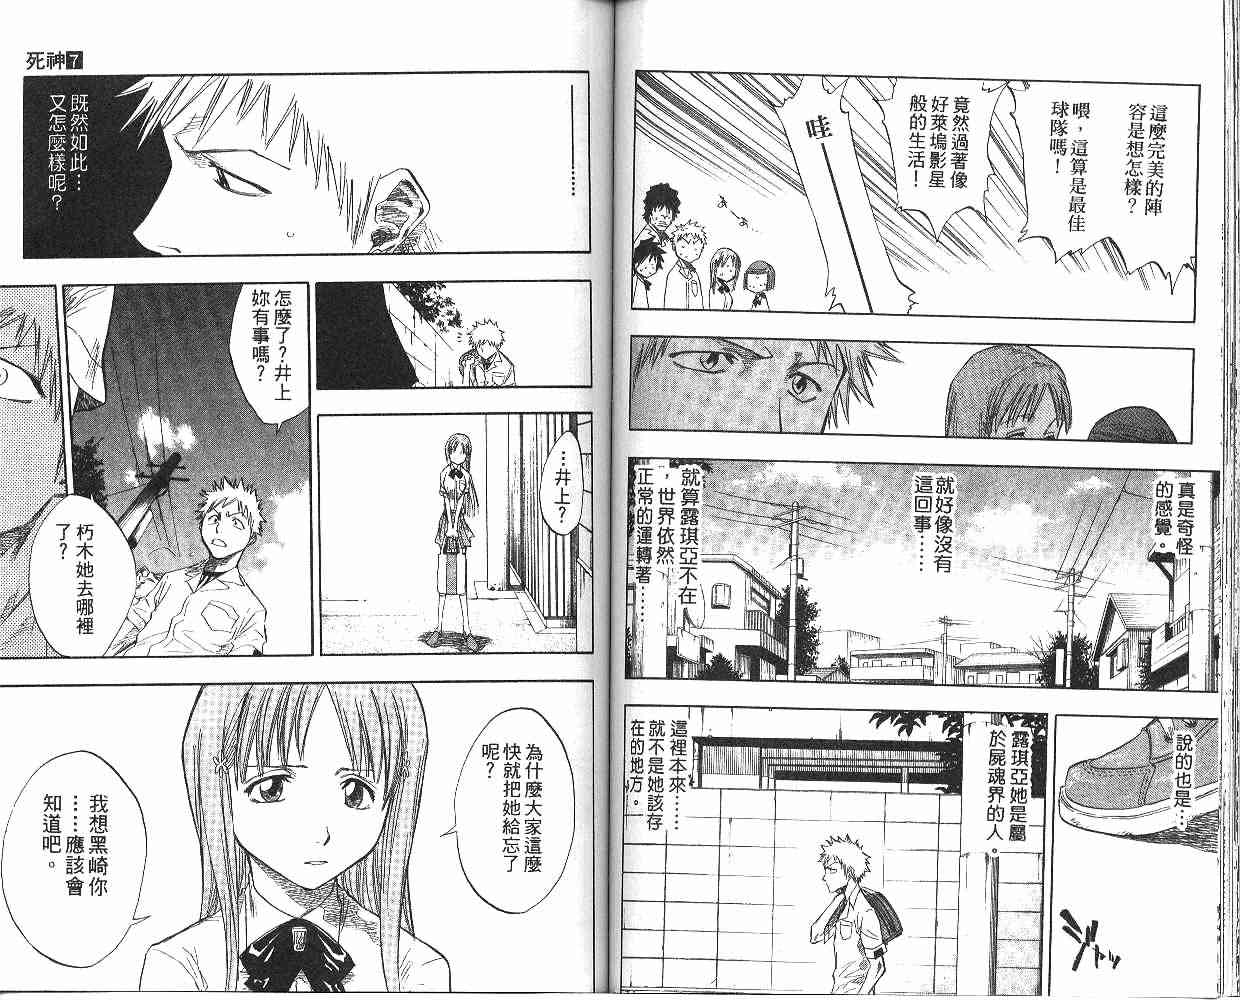 死神7
這麼完美的陣
容是想怎樣?
喂,這算是最佳
球隊嗎!
竟然過著像
好萊塢影星
般的生活!
哇——
あーあ
真是奇怪
的感覺。
就好像沒有
這回事……
就算露琪亞不在
,世界依然
正常的運轉著……
說的也是…
露琪亞她是屬
於屍魂界的人。
這裡本來……
就不是她該存
在的地方。
———……
既然如此…
又怎麼樣呢?
…井上?
怎麼了?井上
妳有事嗎?
朽木她去哪裡
了?
為什麼大家這麼
快就把她給忘了
呢?
我想黑崎你
……應該會
知道吧。